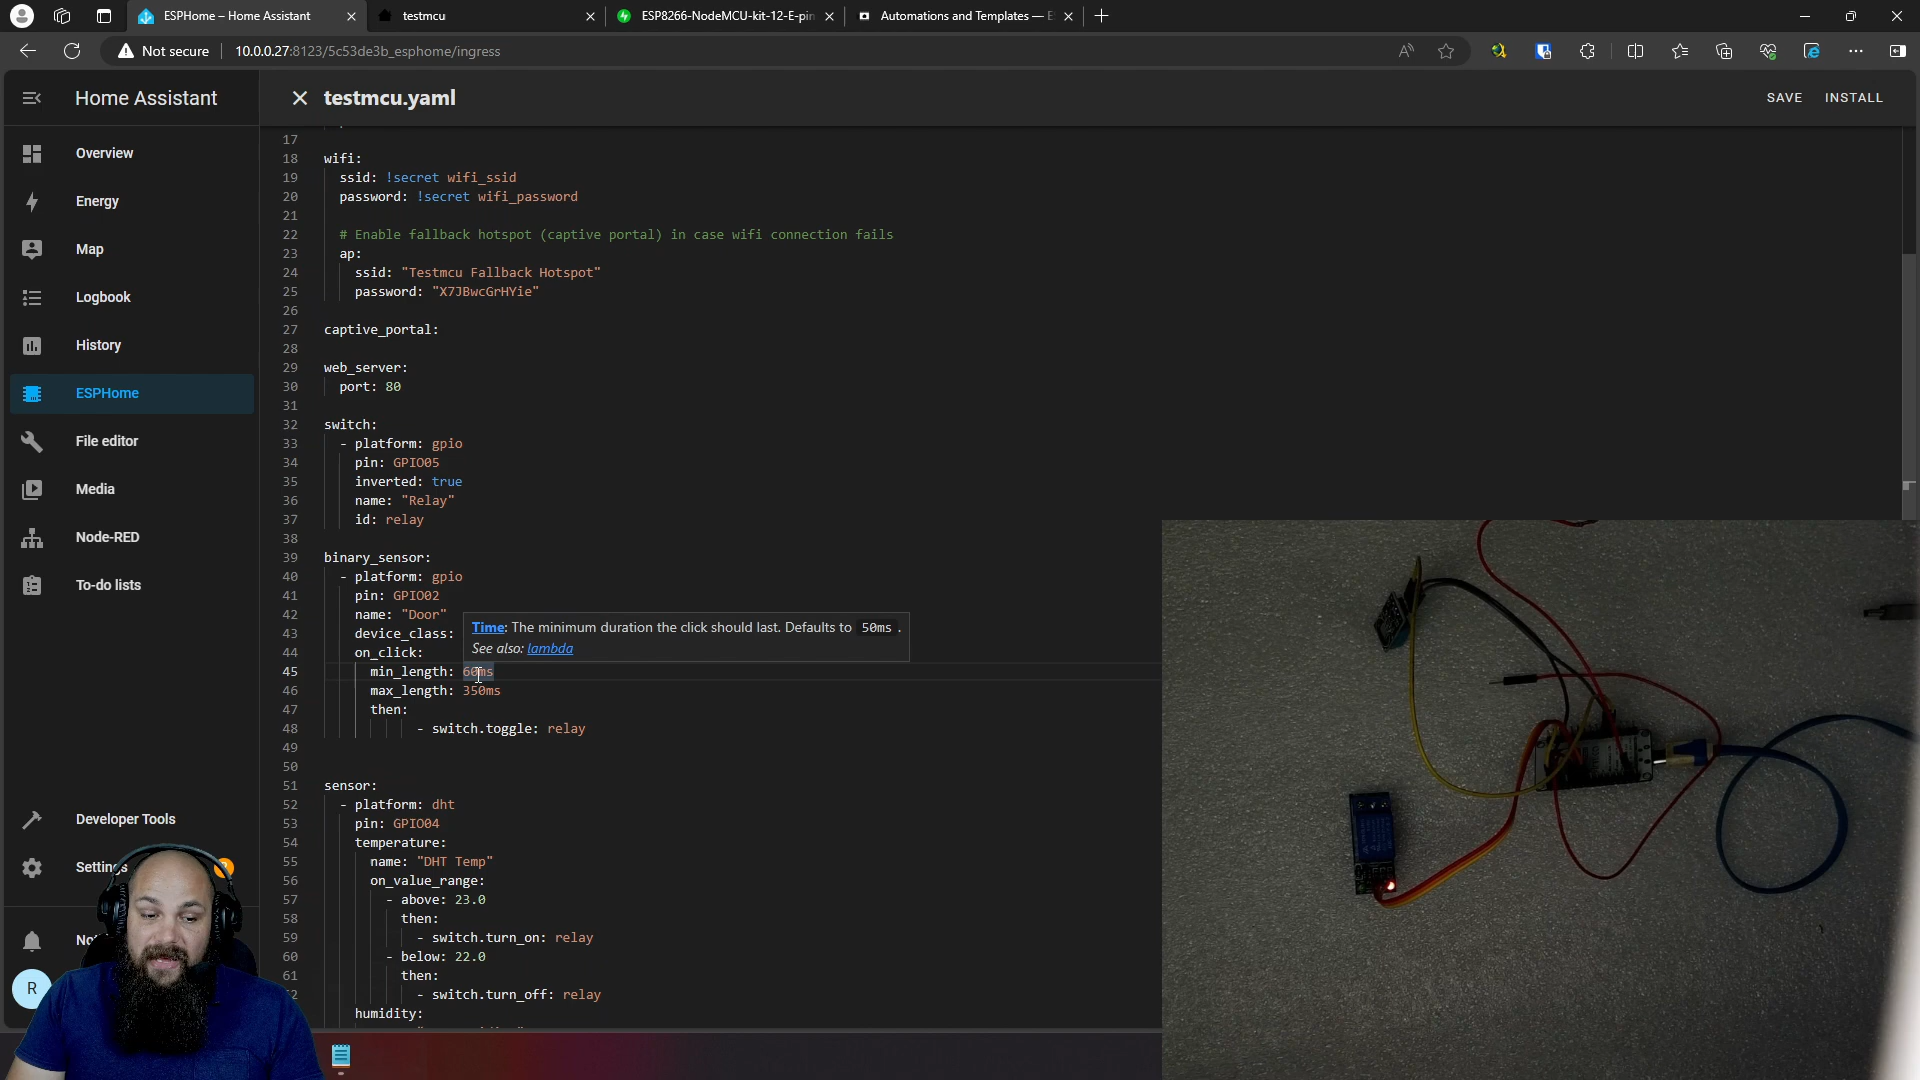 ESPHome – Home Assistant
testmcu
ESP8266-NodeMCU-kit-12-E-pin
Automations and Templates — E
Not secure
10.0.0.27:8123/5c53de3b_esphome/ingress
Home Assistant
testmcu.yaml
SAVE
INSTALL
Overview
Energy
Map
Logbook
History
ESPHome
File editor
Media
Node-RED
To-do lists
Developer Tools
Settings
R
17
18 wifi:
19 ssid: !secret wifi_ssid
20 password: !secret wifi_password
21
22 # Enable fallback hotspot (captive portal) in case wifi connection fails
23 ap:
24 ssid: "Testmcu Fallback Hotspot"
25 password: "X7JBwcGrHYie"
26
27 captive_portal:
28
29 web_server:
30 port: 80
31
32 switch:
33 - platform: gpio
34 pin: GPIO05
35 inverted: true
36 name: "Relay"
37 id: relay
38
39 binary_sensor:
40 - platform: gpio
41 pin: GPIO02
42 name: "Door"
43 device_class:
44 on_click:
45 min_length: 60ms
46 max_length: 350ms
47 then:
48 - switch.toggle: relay
49
50
51 sensor:
52 - platform: dht
53 pin: GPIO04
54 temperature:
55 name: "DHT Temp"
56 on_value_range:
57 - above: 23.0
58 then:
59 - switch.turn_on: relay
60 - below: 22.0
61 then:
2 - switch.turn_off: relay
humidity:
Time: The minimum duration the click should last. Defaults to 50ms .
See also: lambda